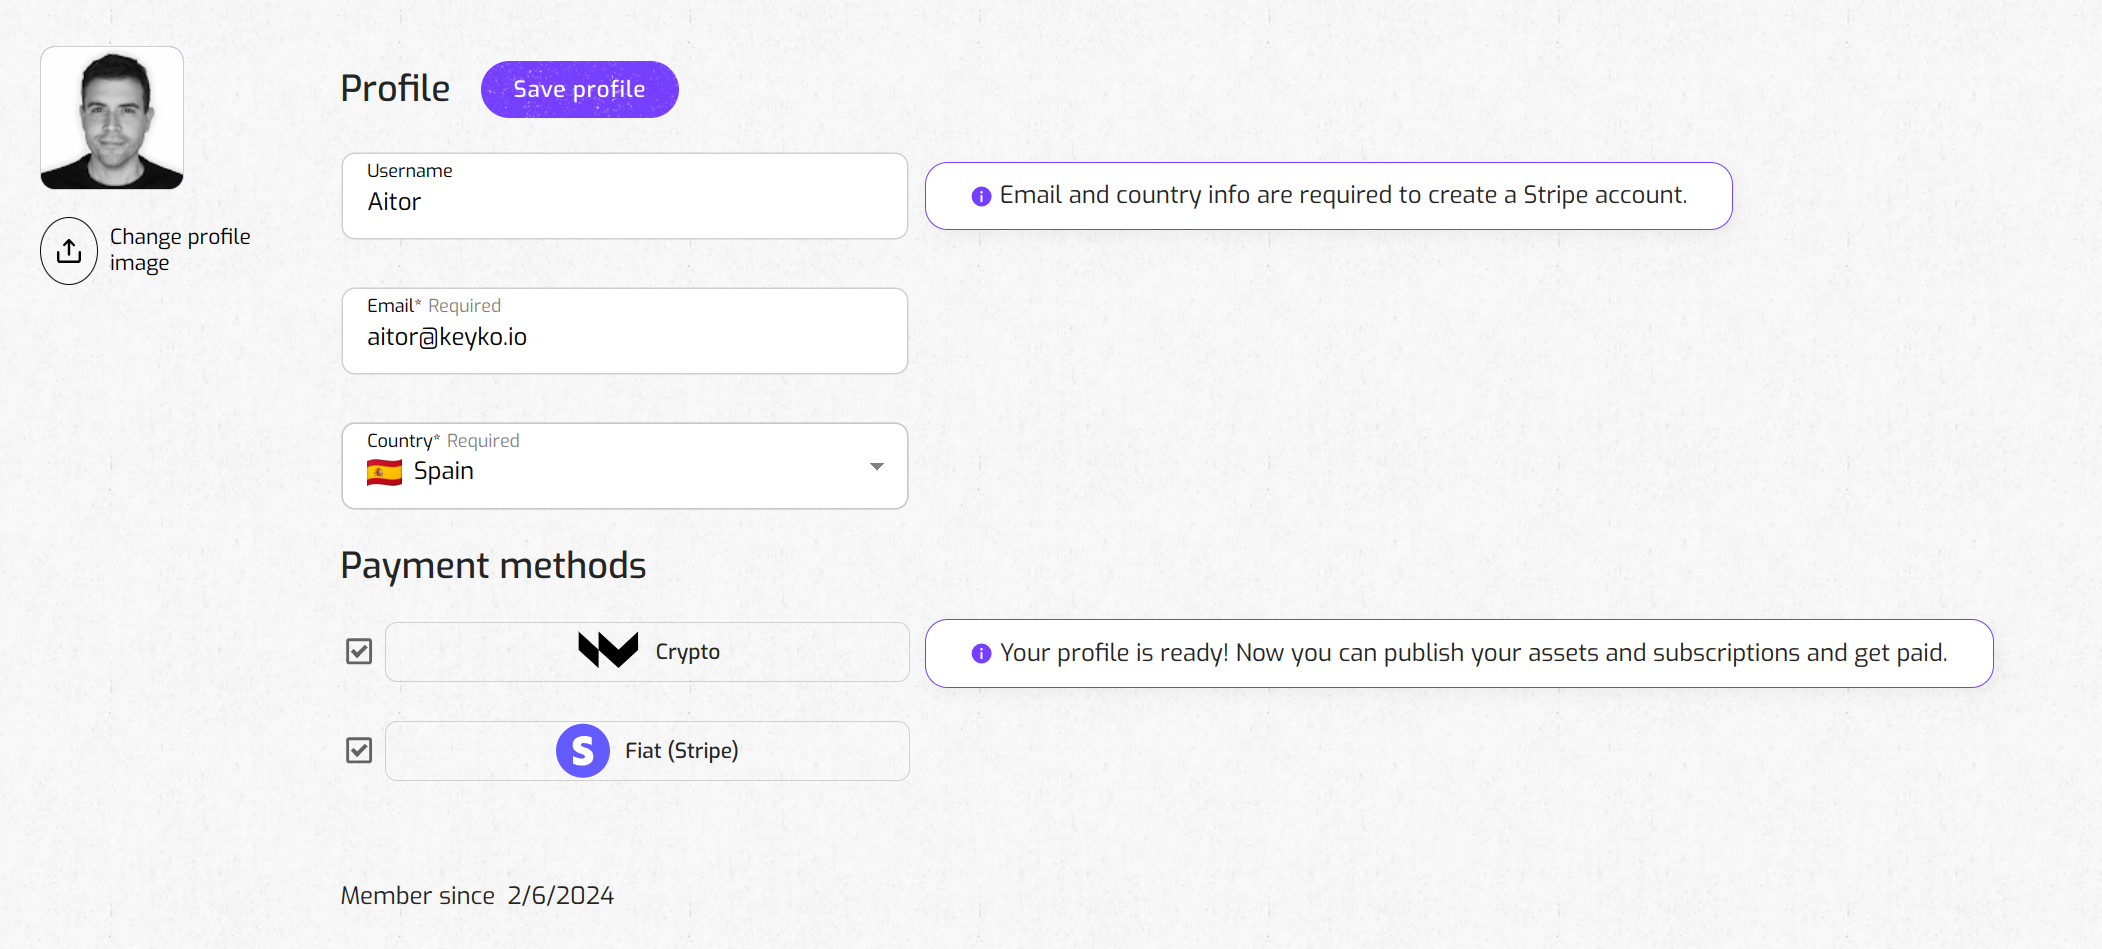 Profile
Save profile
Username
Aitor
Email and country info are required to create a Stripe account.
Change profile
image
Email* Required
aitor@keyko.io
Country* Required
Spain
Payment methods
Crypto
Your profile is ready! Now you can publish your assets and subscriptions and get paid.
S
Fiat (Stripe)
Member since 2/6/2024